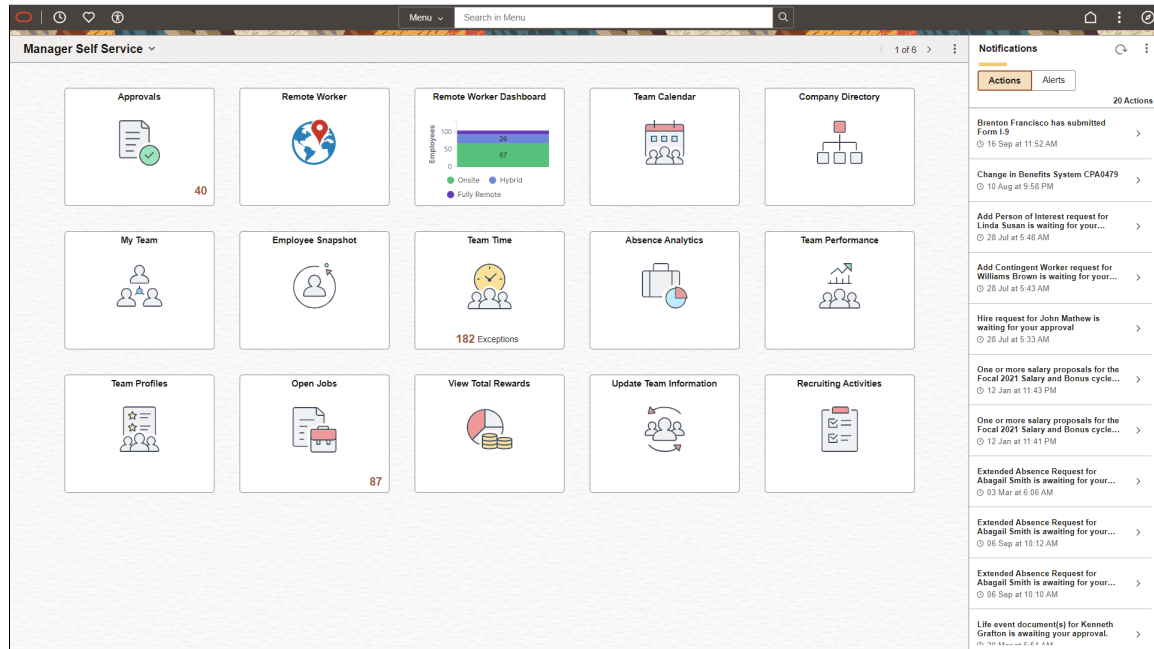 Menu
Search in Menu
Manager Self Service
1 of 6
Approvals
40
Remote Worker
Remote Worker Dashboard
Employees
100
50
0
26
67
Onsite
Hybrid
Fully Remote
Team Calendar
Company Directory
My Team
Employee Snapshot
Team Time
182 Exceptions
Absence Analytics
Team Performance
Team Profiles
Open Jobs
87
View Total Rewards
Update Team Information
Recruiting Activities
Notifications
Actions
Alerts
20 Actions
Brenton Francisco has submitted
Form I-9
16 Sep at 11:52 AM
Change in Benefits System CPA0479
10 Aug at 9:58 PM
Add Person of Interest request for
Linda Susan is waiting for your...
28 Jul at 5:48 AM
Add Contingent Worker request for
Williams Brown is waiting for your...
28 Jul at 5:43 AM
Hire request for John Mathew is
waiting for your approval
28 Jul at 5:33 AM
One or more salary proposals for the
Focal 2021 Salary and Bonus cycle...
12 Jan at 11:43 PM
One or more salary proposals for the
Focal 2021 Salary and Bonus cycle...
12 Jan at 11:41 PM
Extended Absence Request for
Abagail Smith is awaiting for your...
03 Mar at 6:06 AM
Extended Absence Request for
Abagail Smith is awaiting for your...
06 Sep at 10:12 AM
Extended Absence Request for
Abagail Smith is awaiting for your...
06 Sep at 10:10 AM
Life event document(s) for Kenneth
Grafton is awaiting your approval.
20 Mar at 5:51 AM